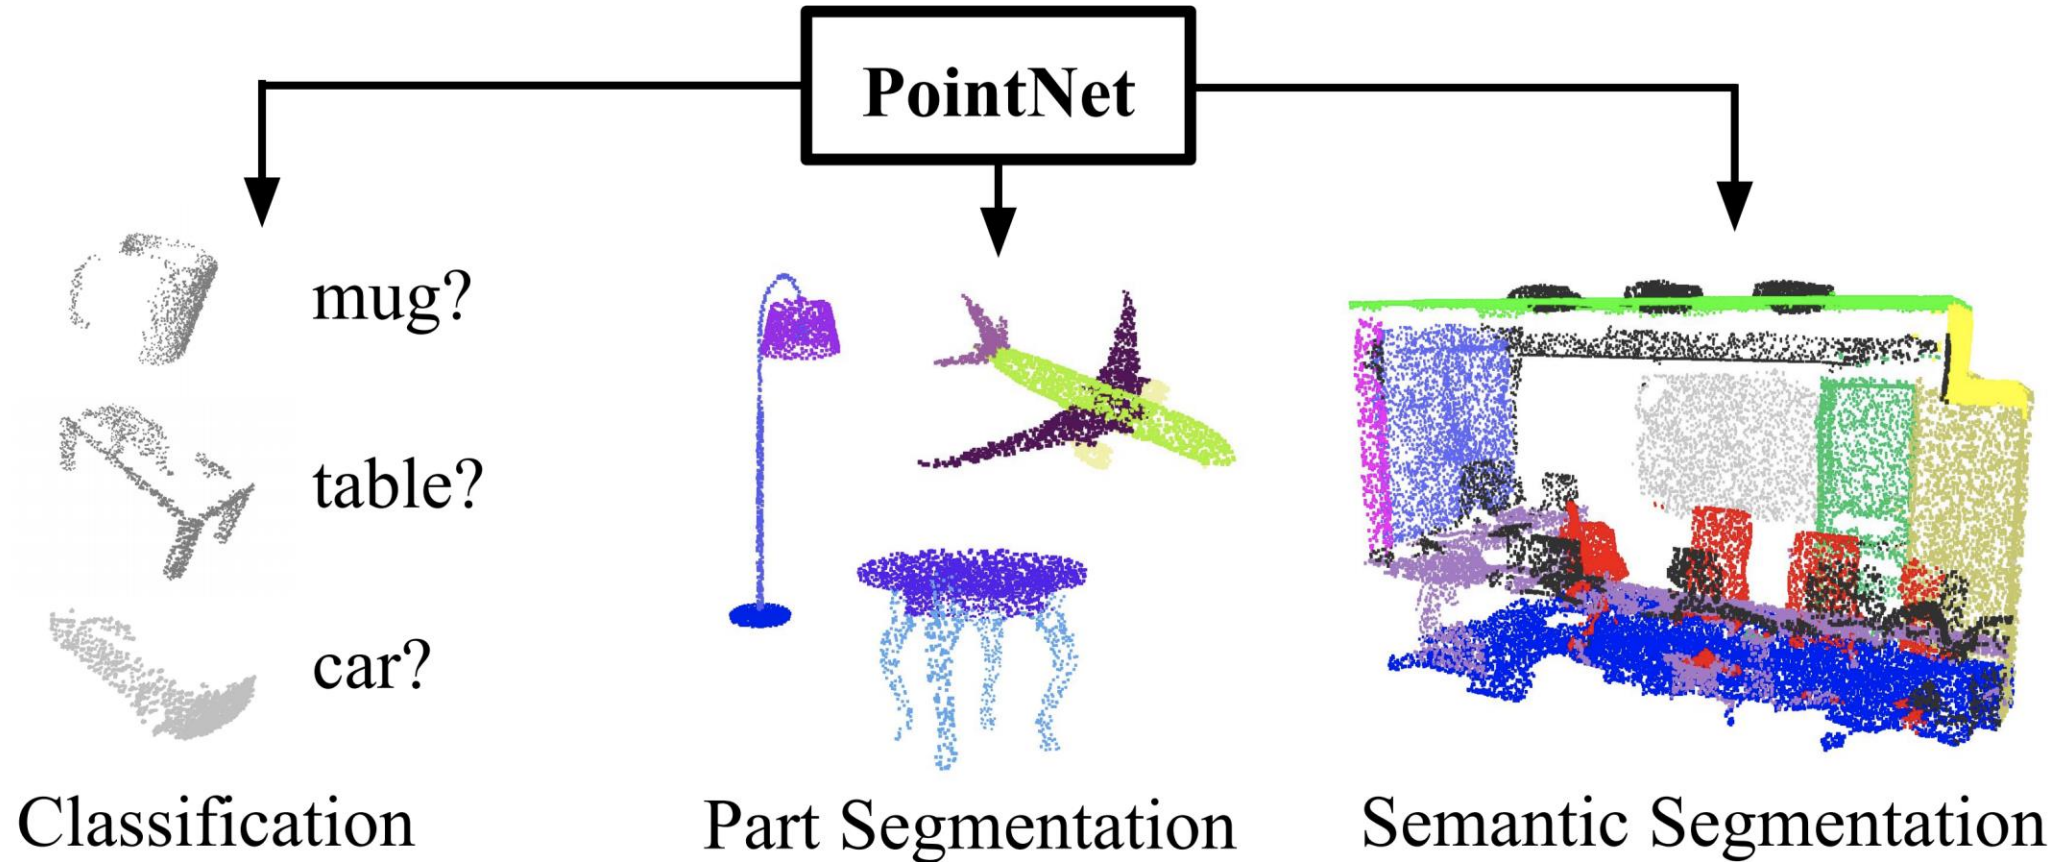 PointNet
mug?
table?
car?
Classification
Part Segmentation
Semantic Segmentation